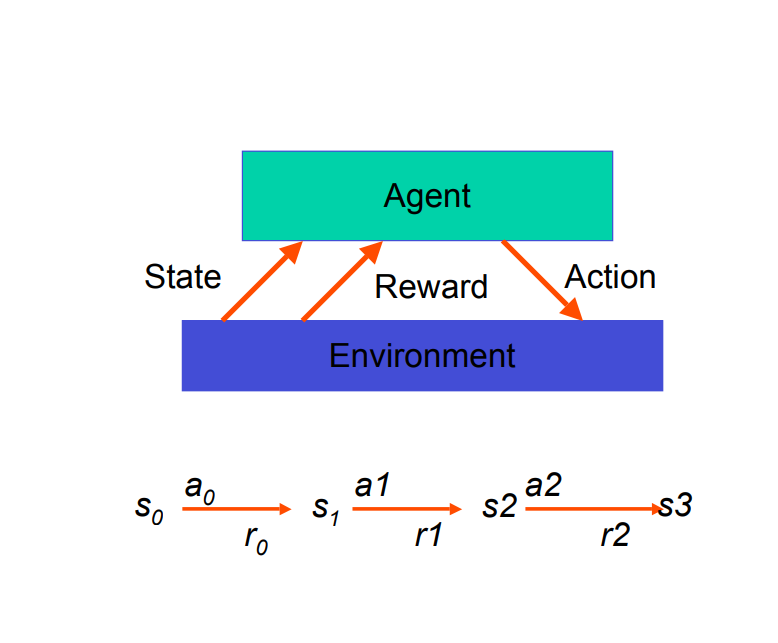 Agent
State Reward Action
Environment
s0 a0 r0 s1 a1 r1 s2 a2 r2 s3